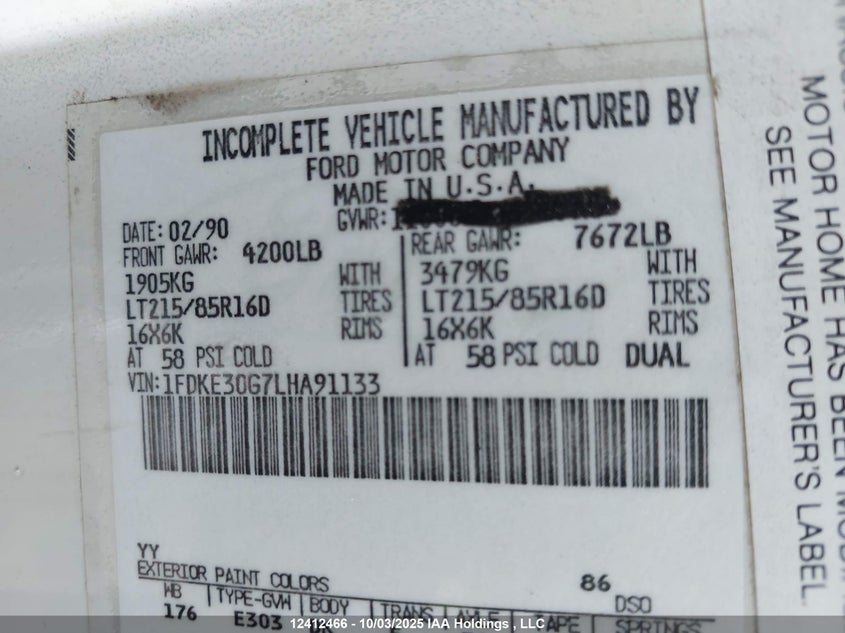 INCOMPLETE VEHICLE MANUFACTURED BY
FORD MOTOR COMPANY
MADE IN U.S.A.
DATE: 02/90
GVWR:
FRONT GAWR: 4200LB
1905KG WITH
LT215/85R16D TIRES
16X6K RIMS
AT 58 PSI COLD
REAR GAWR: 7672LB
3479KG WITH
LT215/85R16D TIRES
16X6K RIMS
AT 58 PSI COLD DUAL
VIN:1FDKE30G7LHA91133
YY
EXTERIOR PAINT COLORS 86 DSO
WB TYPE-GVW BODY TRANS TAPE SPRINGS
176 E303
MOTOR HOME HAS BEEN
SEE MANUFACTURER'S LABEL.
12412466 - 10/03/2025 IAA Holdings, LLC